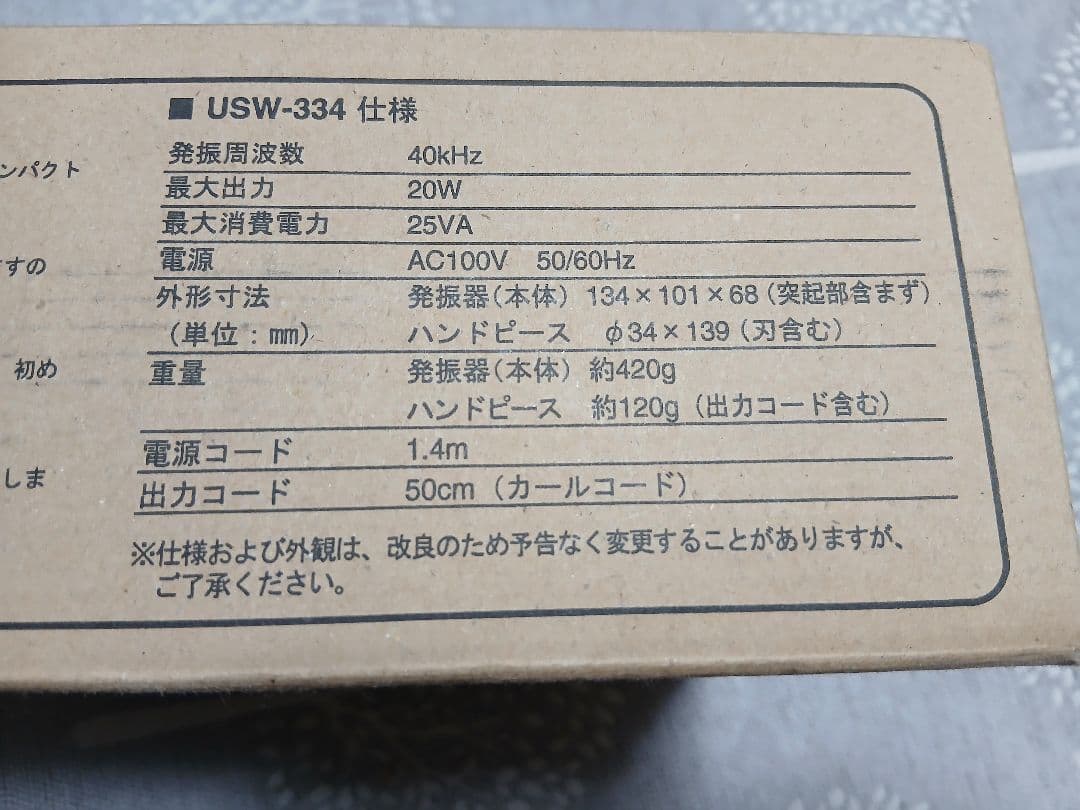 ■ USW-334 仕様
発振周波数 40kHz
最大出力 20W
最大消費電力 25VA
電源 AC100V 50/60Hz
外形寸法 発振器（本体） 134×101×68（突起部含まず）
（単位：㎜） ハンドピース φ34×139（刃含む）
重量 発振器（本体） 約420g
ハンドピース 約120g（出力コード含む）
電源コード 1.4m
出力コード 50cm（カールコード）
※仕様および外観は、改良のため予告なく変更することがありますが、
ご了承ください。
ンパクト
すの
初め
しま